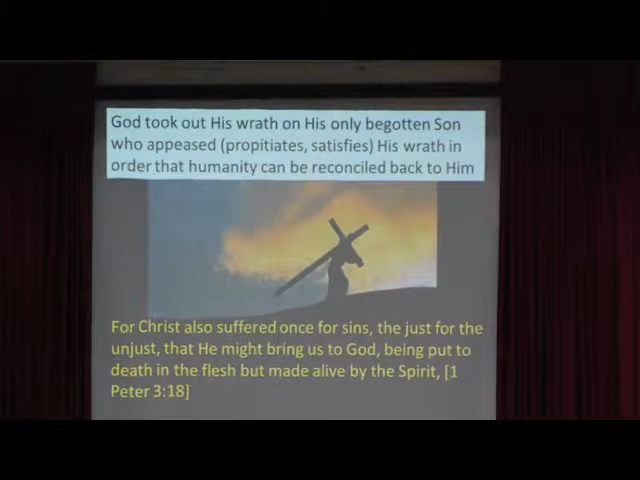 God took out His wrath on His only begotten Son
who appeased (propitiates, satisfies) His wrath in
order that humanity can be reconciled back to Him
For Christ also suffered once for sins, the just for the
unjust, that He might bring us to God, being put to
death in the flesh but made alive by the Spirit, [1
Peter 3:18]